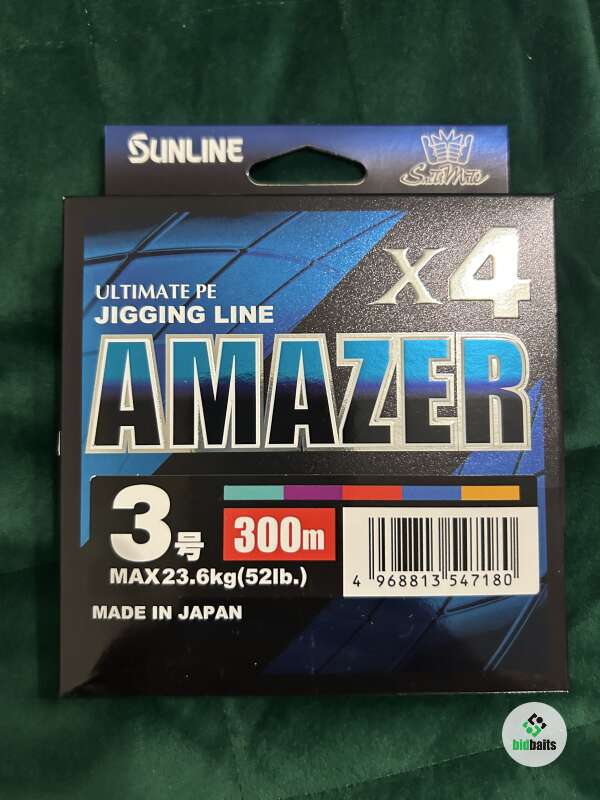 SUNLINE
SaltiMate
X4
ULTIMATE PE
JIGGING LINE
AMAZER
3号
300m
MAX23.6kg(52lb.)
4 968813 547180
MADE IN JAPAN
bidbaits